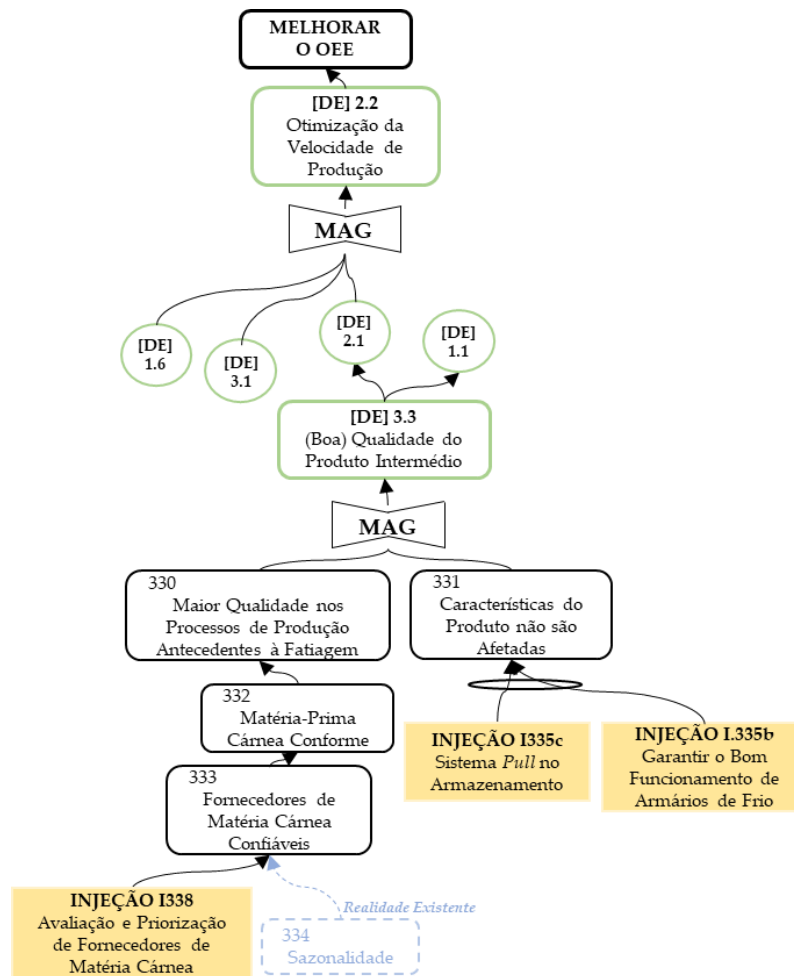 MELHORAR
O OEE
[DE] 2.2
Otimização da
Velocidade de
Produção
MAG
[DE]
1.6
[DE]
3.1
[DE]
2.1
[DE]
1.1
[DE] 3.3
(Boa) Qualidade do
Produto Intermédio
MAG
330
Maior Qualidade nos
Processos de Produção
Antecedentes à Fatiagem
331
Características do
Produto não são
Afetadas
332
Matéria-Prima
Cárnea Conforme
333
Fornecedores de
Matéria Cárnea
Confiáveis
INJEÇÃO I335c
Sistema Pull no
Armazenamento
INJEÇÃO I.335b
Garantir o Bom
Funcionamento de
Armários de Frio
INJEÇÃO I338
Avaliação e Priorização
de Fornecedores de
Matéria Cárnea
Realidade Existente
334
Sazonalidade